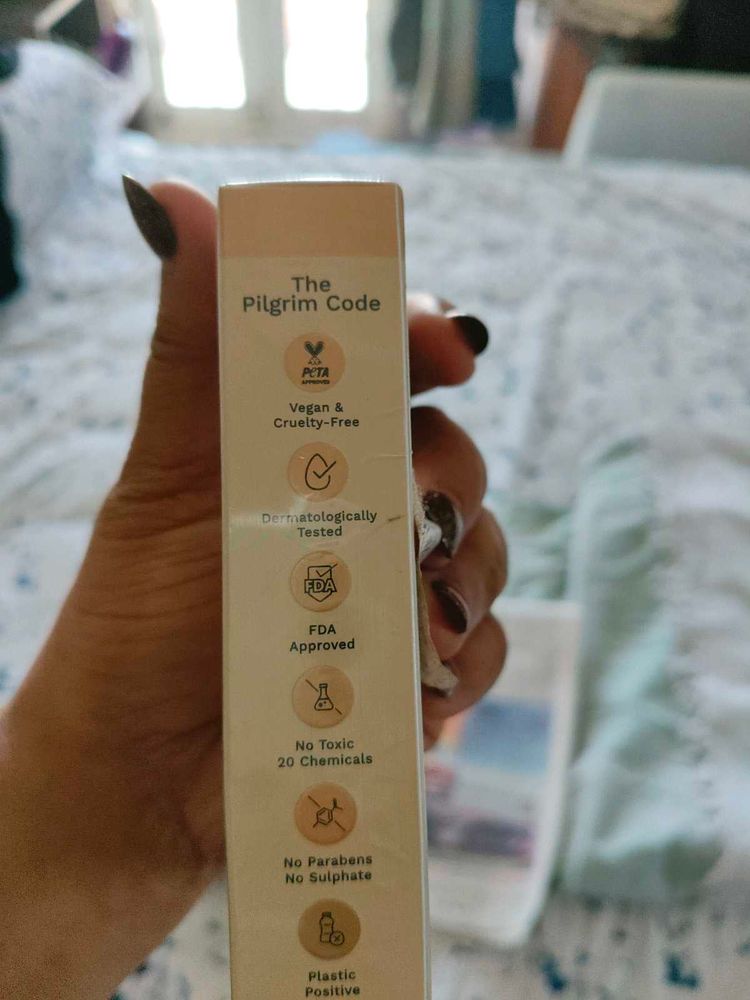 The
Pilgrim Code
PETA
APPROVED
Vegan &
Cruelty-Free
Dermatologically
Tested
FDA
FDA
Approved
No Toxic
20 Chemicals
No Parabens
No Sulphate
Plastic
Positive